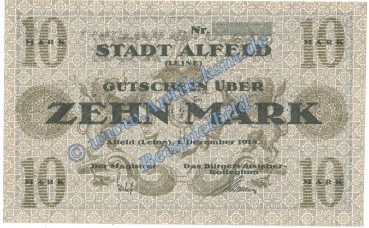 Nr.
10 10
MARK MARK
STADT ALFELD
(LEINE)
GUTSCHEIN ÜBER
ZEHN MARK
Alfeld (Leine), 1. Dezember 1918.
Der Magistrat Das Bürgervorsteher-
kollegium
10 10
MARK MARK
Beispielbild